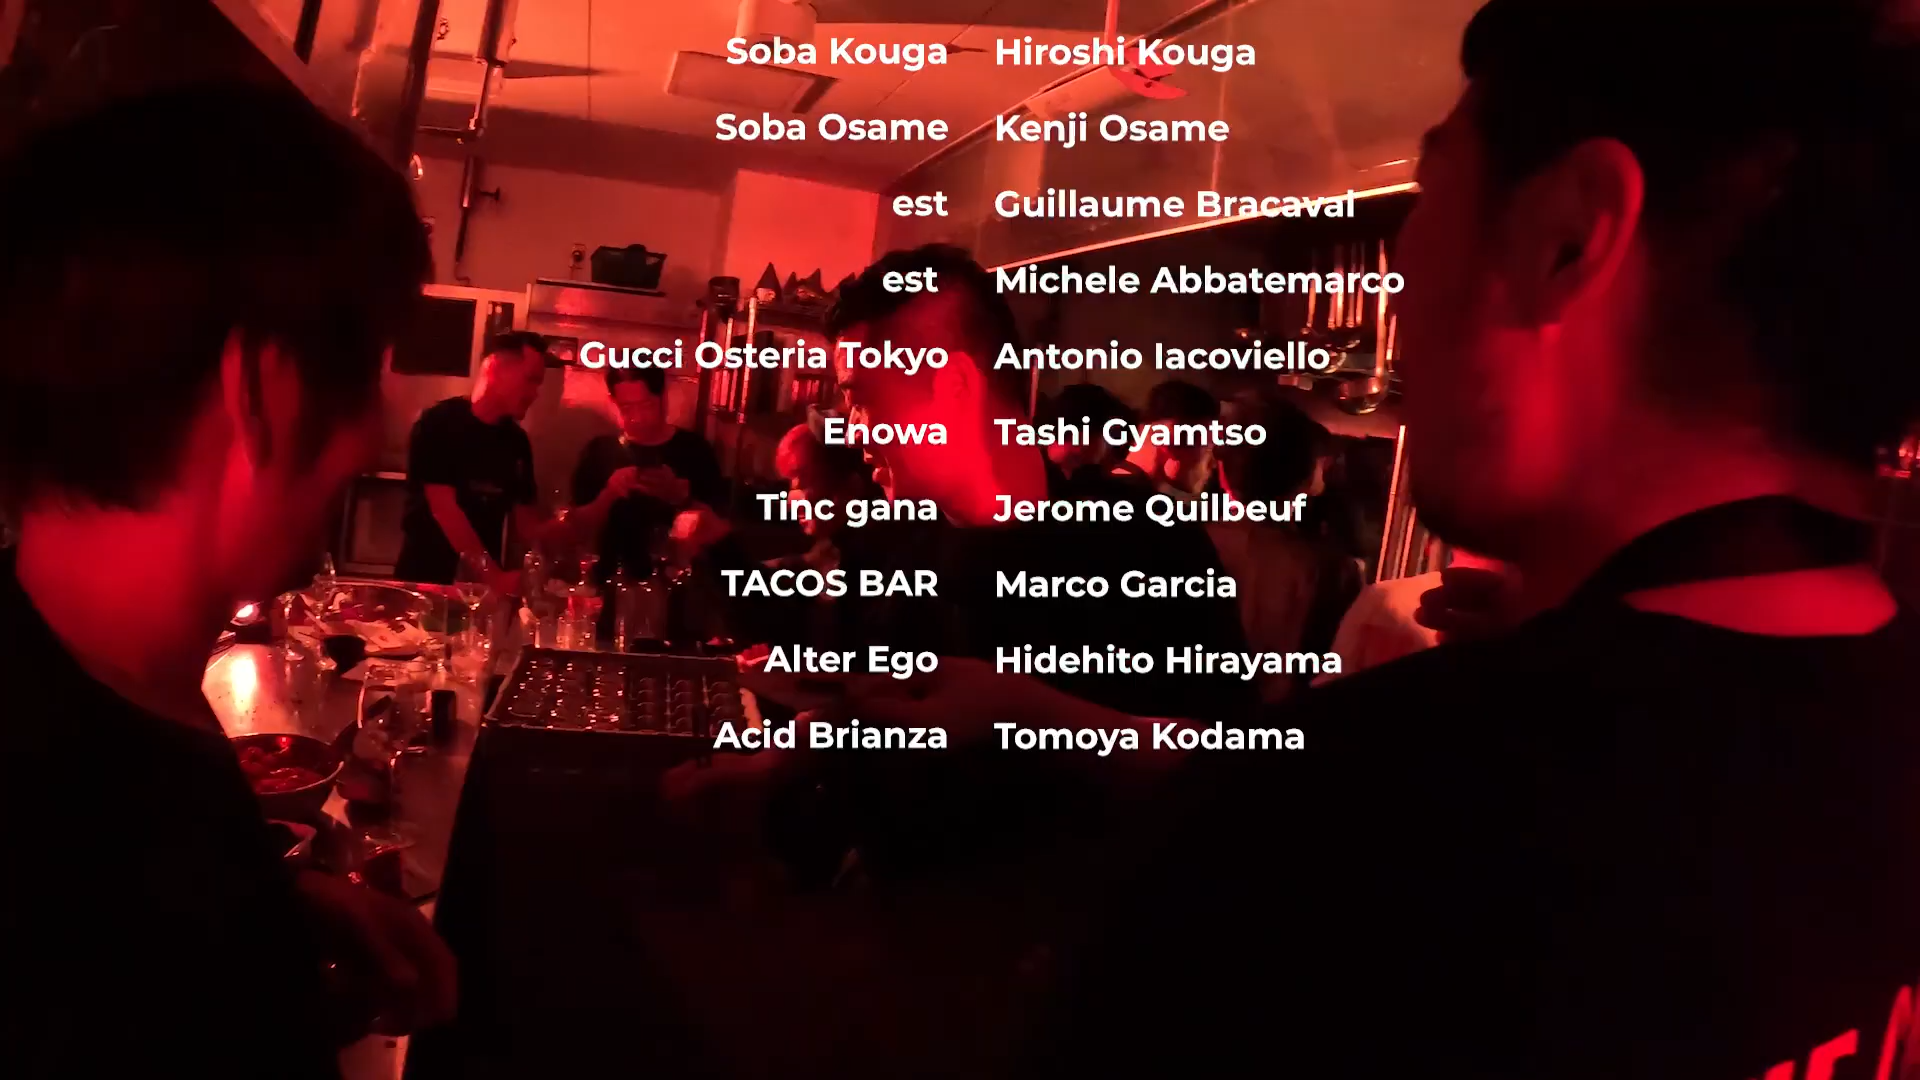 Soba Kouga Hiroshi Kouga
Soba Osame Kenji Osame
est Guillaume Bracaval
est Michele Abbatemarco
Gucci Osteria Tokyo Antonio Iacoviello
Enowa Tashi Gyamtso
Tinc gana Jerome Quilbeuf
TACOS BAR Marco Garcia
Alter Ego Hidehito Hirayama
Acid Brianza Tomoya Kodama